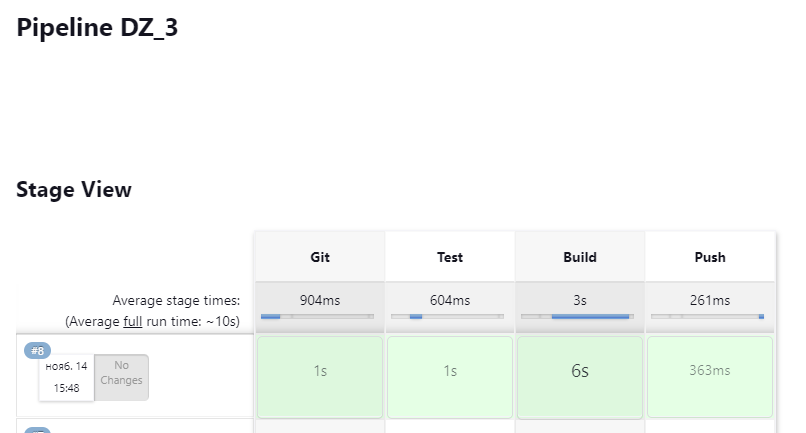 Pipeline DZ_3
Stage View
Git Test Build Push
Average stage times:
(Average full run time: ~10s)
904ms 604ms 3s 261ms
#8
нояб. 14
15:48
No
Changes
1s 1s 6s 363ms